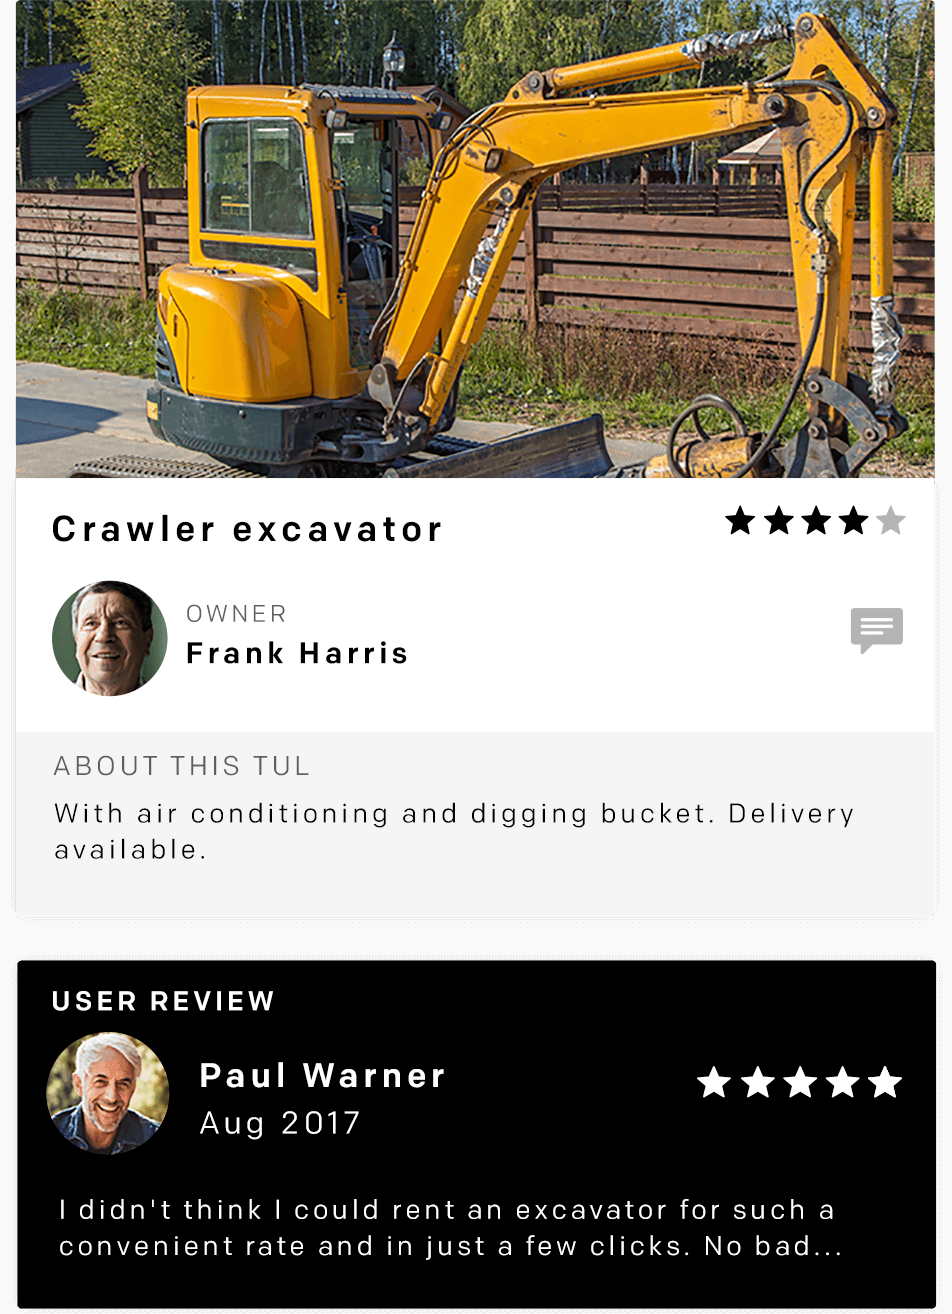 Crawler excavator
OWNER
Frank Harris
ABOUT THIS TUL
With air conditioning and digging bucket. Delivery
available.
USER REVIEW
Paul Warner
Aug 2017
I didn't think I could rent an excavator for such a
convenient rate and in just a few clicks. No bad...